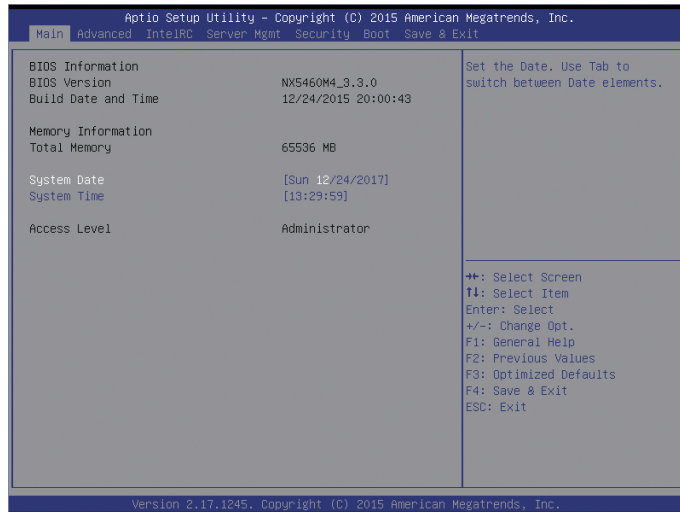 Aptio Setup Utility – Copyright (C) 2015 American Megatrends, Inc.
Main Advanced IntelRC Server Mgmt Security Boot Save & Exit
BIOS Information
BIOS Version NX5460M4_3.3.0
Build Date and Time 12/24/2015 20:00:43
Memory Information
Total Memory 65536 MB
System Date [Sun 12/24/2017]
System Time [13:29:59]
Access Level Administrator
Set the Date. Use Tab to
switch between Date elements.
→←: Select Screen
↑↓: Select Item
Enter: Select
+/-: Change Opt.
F1: General Help
F2: Previous Values
F3: Optimized Defaults
F4: Save & Exit
ESC: Exit
Version 2.17.1245. Copyright (C) 2015 American Megatrends, Inc.